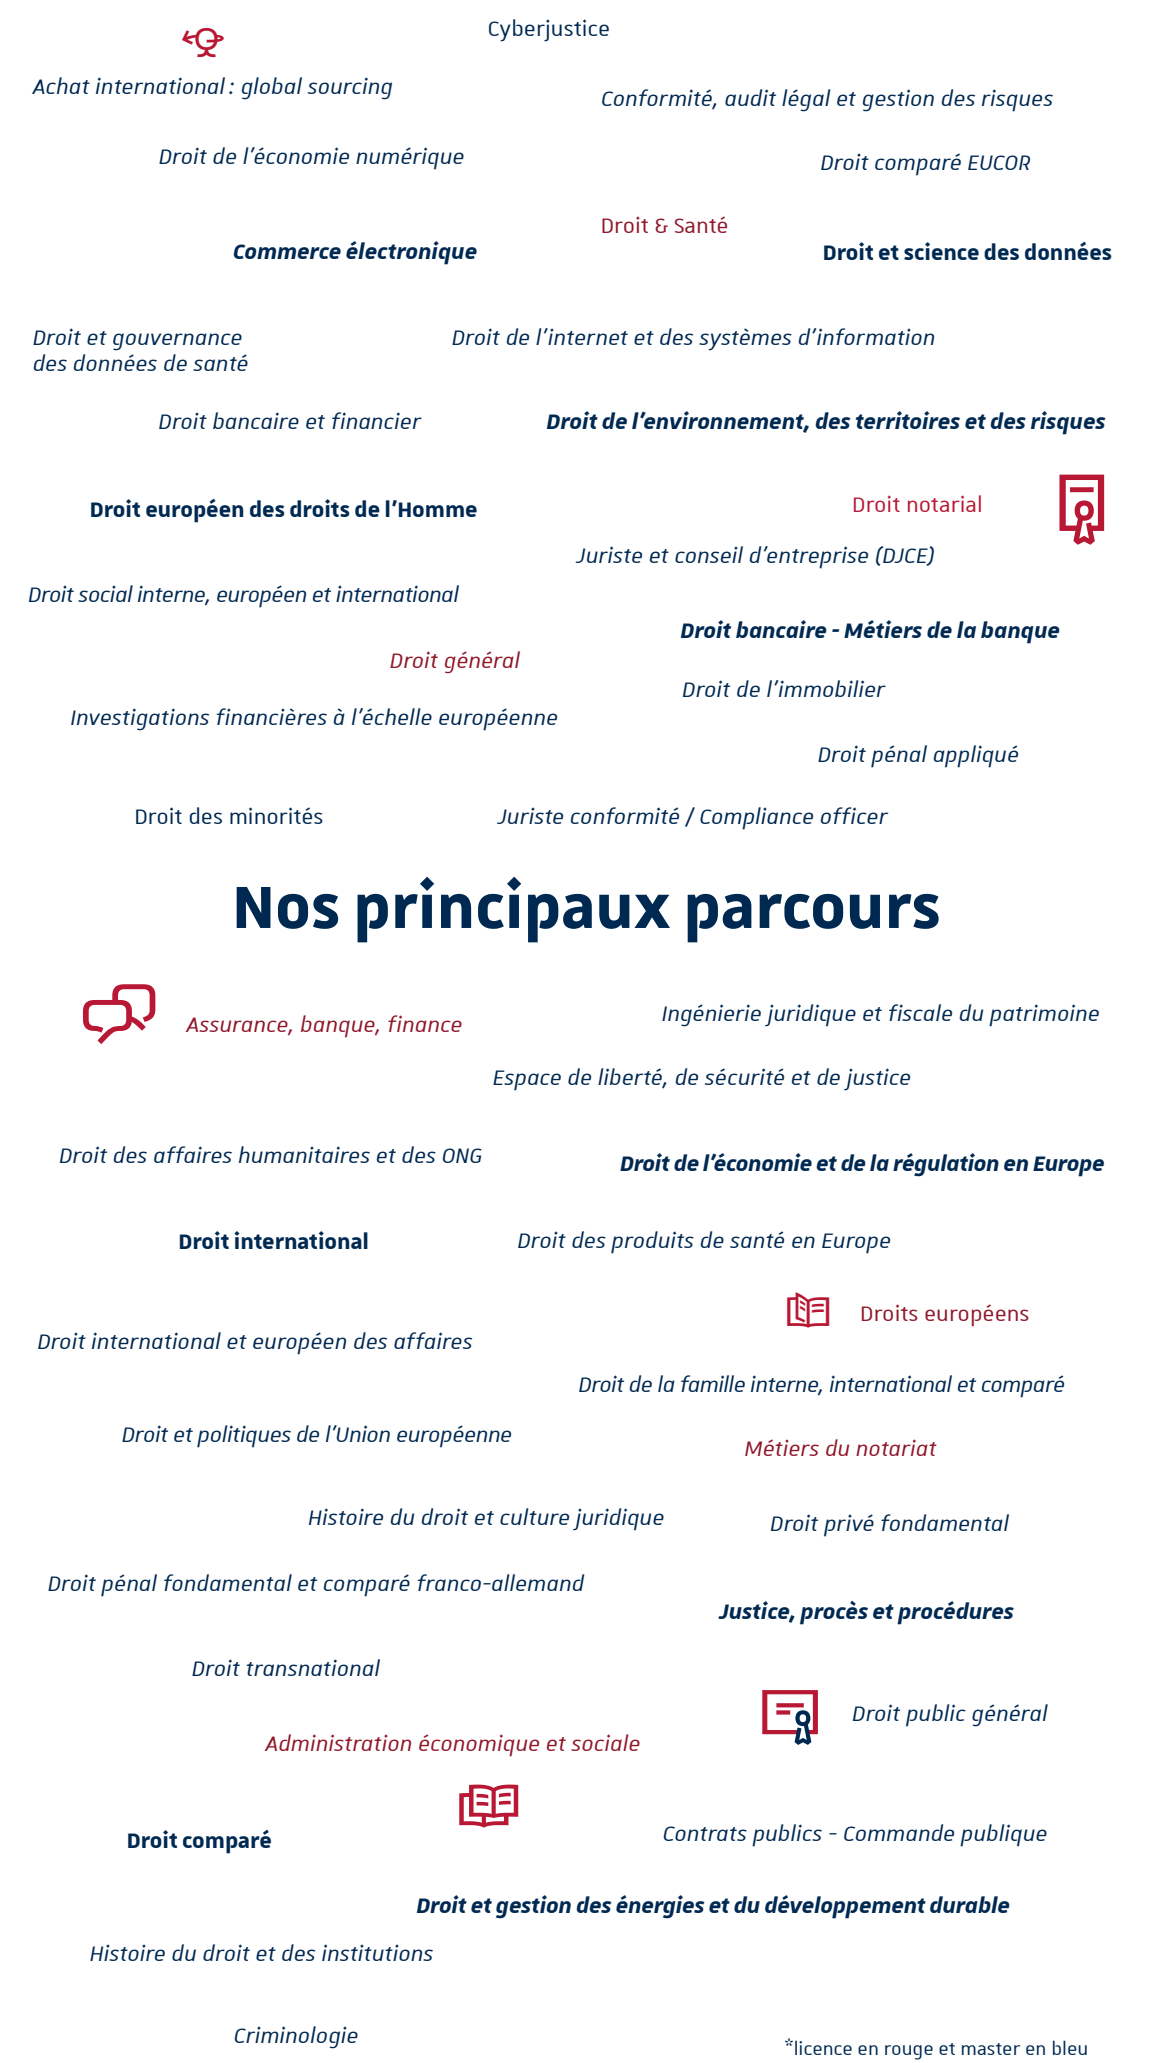 Cyberjustice
Achat international : global sourcing
Conformité, audit légal et gestion des risques
Droit de l’économie numérique
Droit comparé EUCOR
Droit & Santé
Commerce électronique
Droit et science des données
Droit et gouvernance
des données de santé
Droit de l’internet et des systèmes d’information
Droit bancaire et financier
Droit de l’environnement, des territoires et des risques
Droit européen des droits de l’Homme
Droit notarial
Juriste et conseil d’entreprise (DJCE)
Droit social interne, européen et international
Droit bancaire - Métiers de la banque
Droit général
Droit de l’immobilier
Investigations financières à l’échelle européenne
Droit pénal appliqué
Droit des minorités
Juriste conformité / Compliance officer
Nos principaux parcours
Assurance, banque, finance
Ingénierie juridique et fiscale du patrimoine
Espace de liberté, de sécurité et de justice
Droit des affaires humanitaires et des ONG
Droit de l’économie et de la régulation en Europe
Droit international
Droit des produits de santé en Europe
Droits européens
Droit international et européen des affaires
Droit de la famille interne, international et comparé
Droit et politiques de l’Union européenne
Métiers du notariat
Histoire du droit et culture juridique
Droit privé fondamental
Droit pénal fondamental et comparé franco-allemand
Justice, procès et procédures
Droit transnational
Droit public général
Administration économique et sociale
Droit comparé
Contrats publics - Commande publique
Droit et gestion des énergies et du développement durable
Histoire du droit et des institutions
Criminologie
*licence en rouge et master en bleu